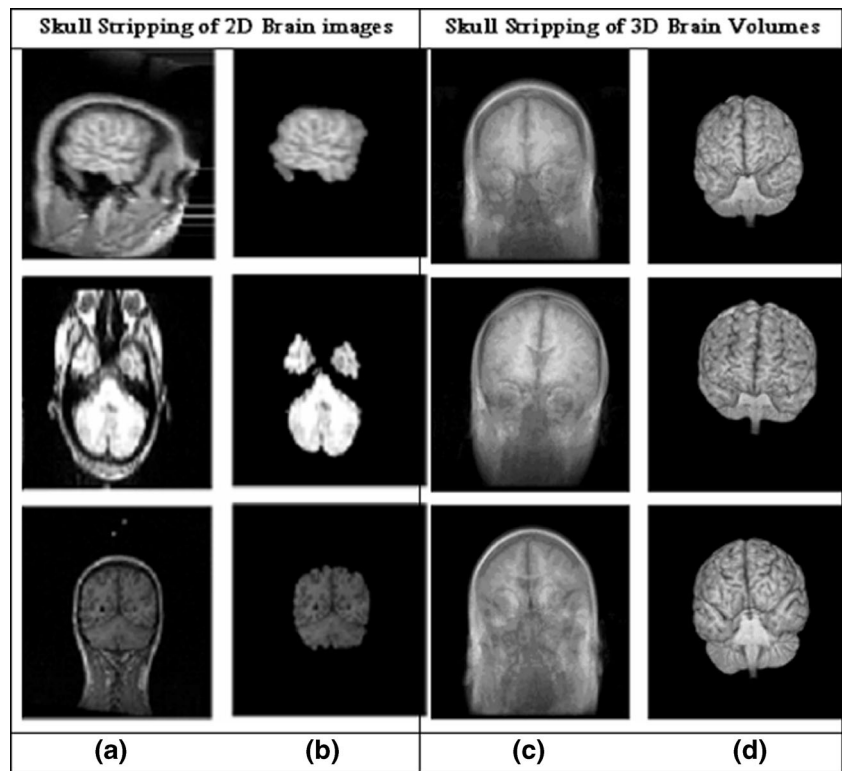 Skull Stripping of 2D Brain images
Skull Stripping of 3D Brain Volumes
(a)
(b)
(c)
(d)